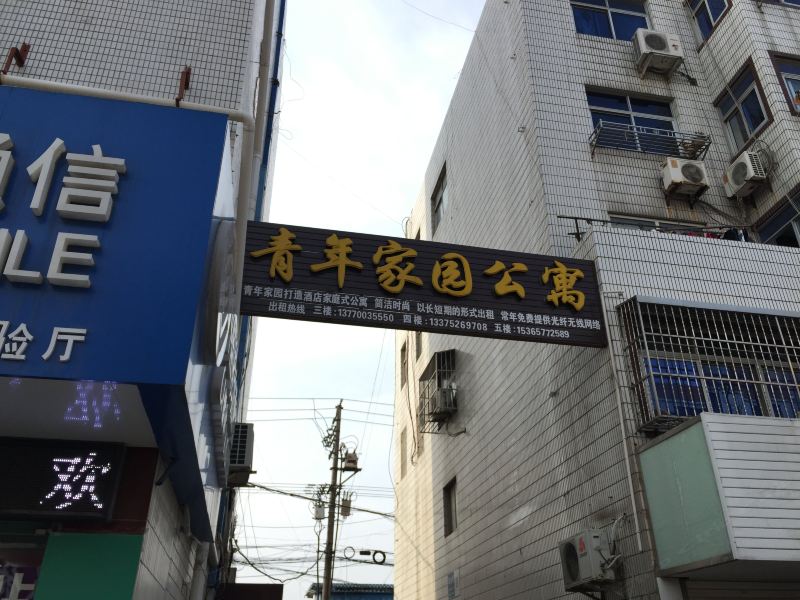 信
ILE
验厅
欢
青年家园公寓
青年家园打造酒店家庭式公寓 简洁时尚 以长短期的形式出租 常年免费提供光纤无线网络
出租热线 三楼:13770035550 四楼:13375269708 五楼:15365772589